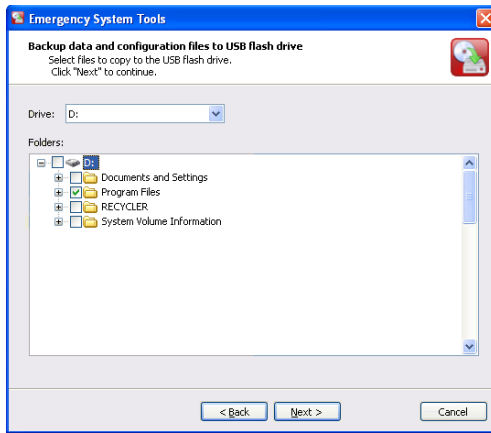 Emergency System Tools
Backup data and configuration files to USB flash drive
Select files to copy to the USB flash drive.
Click "Next" to continue.
Drive: D:
Folders:
D:
Documents and Settings
Program Files
RECYCLER
System Volume Information
< Back Next > Cancel